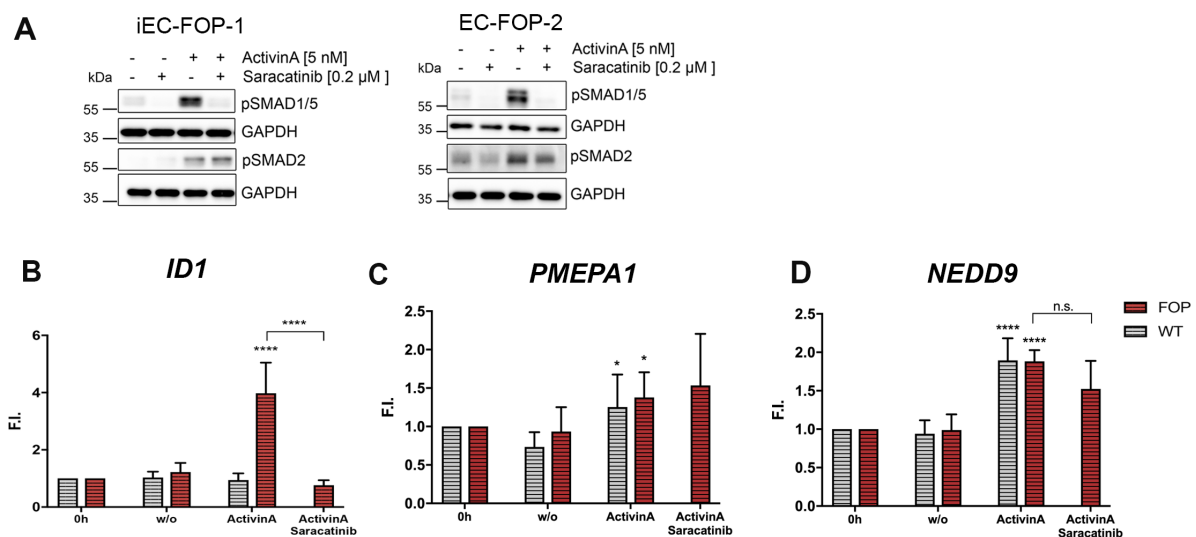 A
iEC-FOP-1
- - + + ActivinA [5 nM]
kDa - + - + Saracatinib [0.2 µM ]
55 pSMAD1/5
35 GAPDH
55 pSMAD2
35 GAPDH
EC-FOP-2
- - + + ActivinA [5 nM]
kDa - + - + Saracatinib [0.2 µM ]
55 pSMAD1/5
35 GAPDH
55 pSMAD2
35 GAPDH
B ID1
F.I.
6
4
2
0
****
****
0h w/o ActivinA ActivinA
Saracatinib
C PMEPA1
F.I.
2.5
2.0
1.5
1.0
0.5
0.0
* *
0h w/o ActivinA ActivinA
Saracatinib
D NEDD9
F.I.
2.5
2.0
1.5
1.0
0.5
0.0
n.s.
**** ****
0h w/o ActivinA ActivinA
Saracatinib
FOP
WT